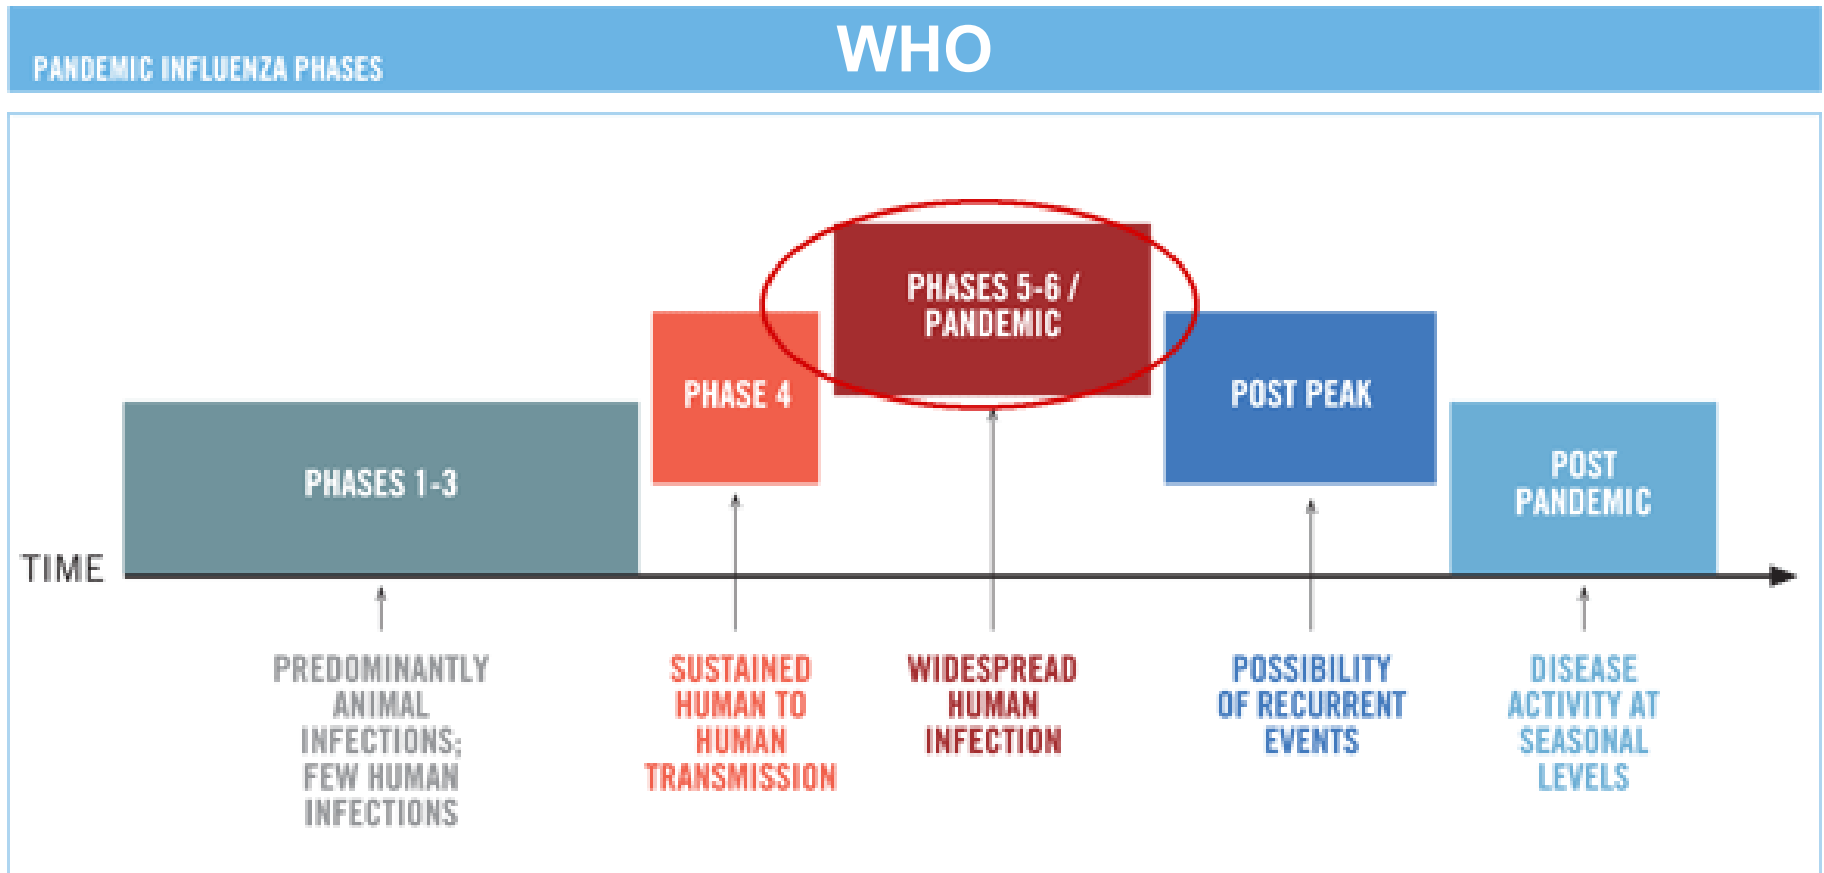 WHO
PANDEMIC INFLUENZA PHASES
PHASES 5-6 /
PANDEMIC
PHASE 4
POST PEAK
PHASES 1-3
POST
PANDEMIC
TIME
PREDOMINANTLY
ANIMAL
INFECTIONS;
FEW HUMAN
INFECTIONS
SUSTAINED
HUMAN TO
HUMAN
TRANSMISSION
WIDESPREAD
HUMAN
INFECTION
POSSIBILITY
OF RECURRENT
EVENTS
DISEASE
ACTIVITY AT
SEASONAL
LEVELS